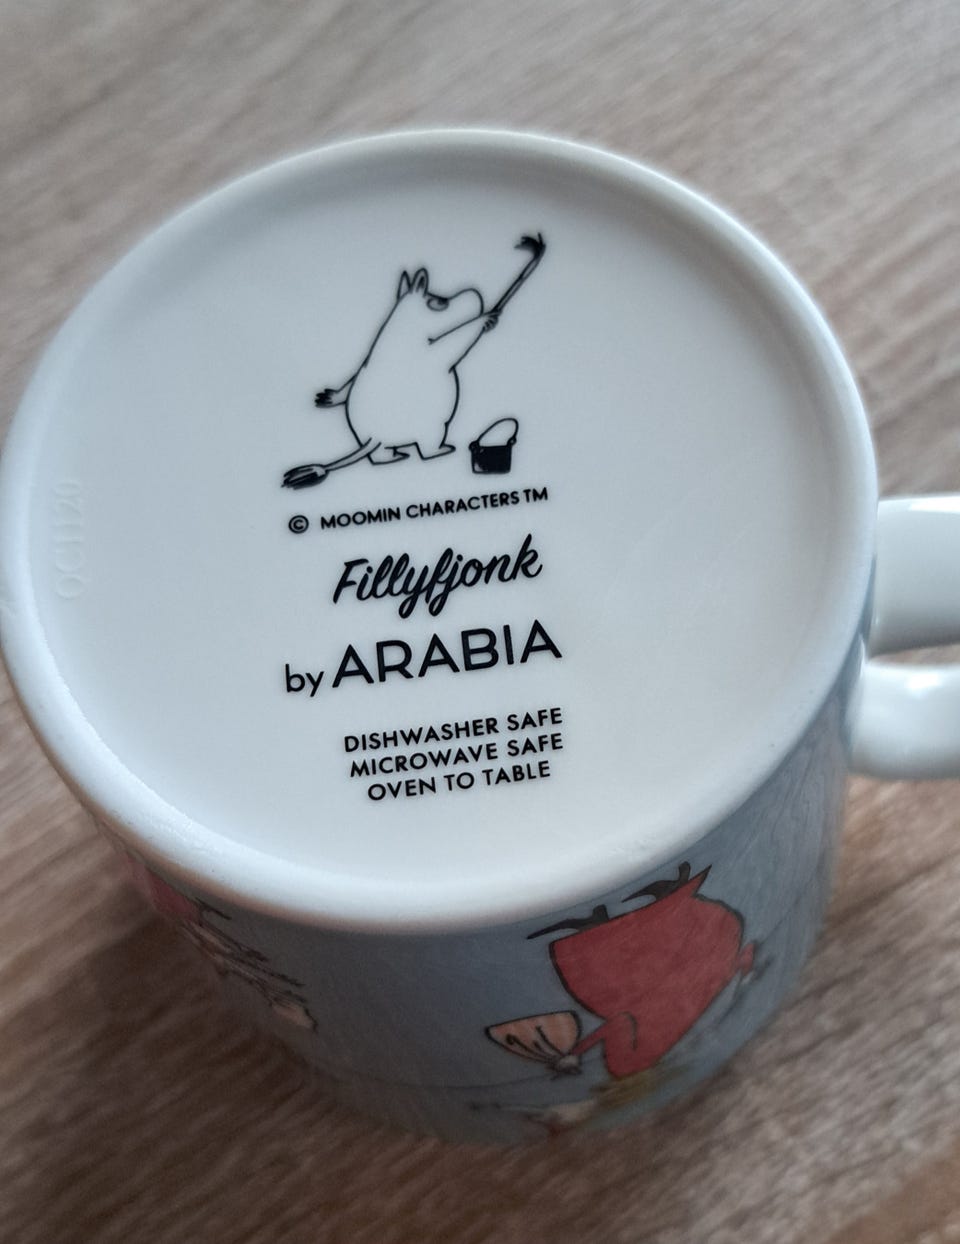 © MOOMIN CHARACTERS TM
Fillyfjonk
by ARABIA
DISHWASHER SAFE
MICROWAVE SAFE
OVEN TO TABLE